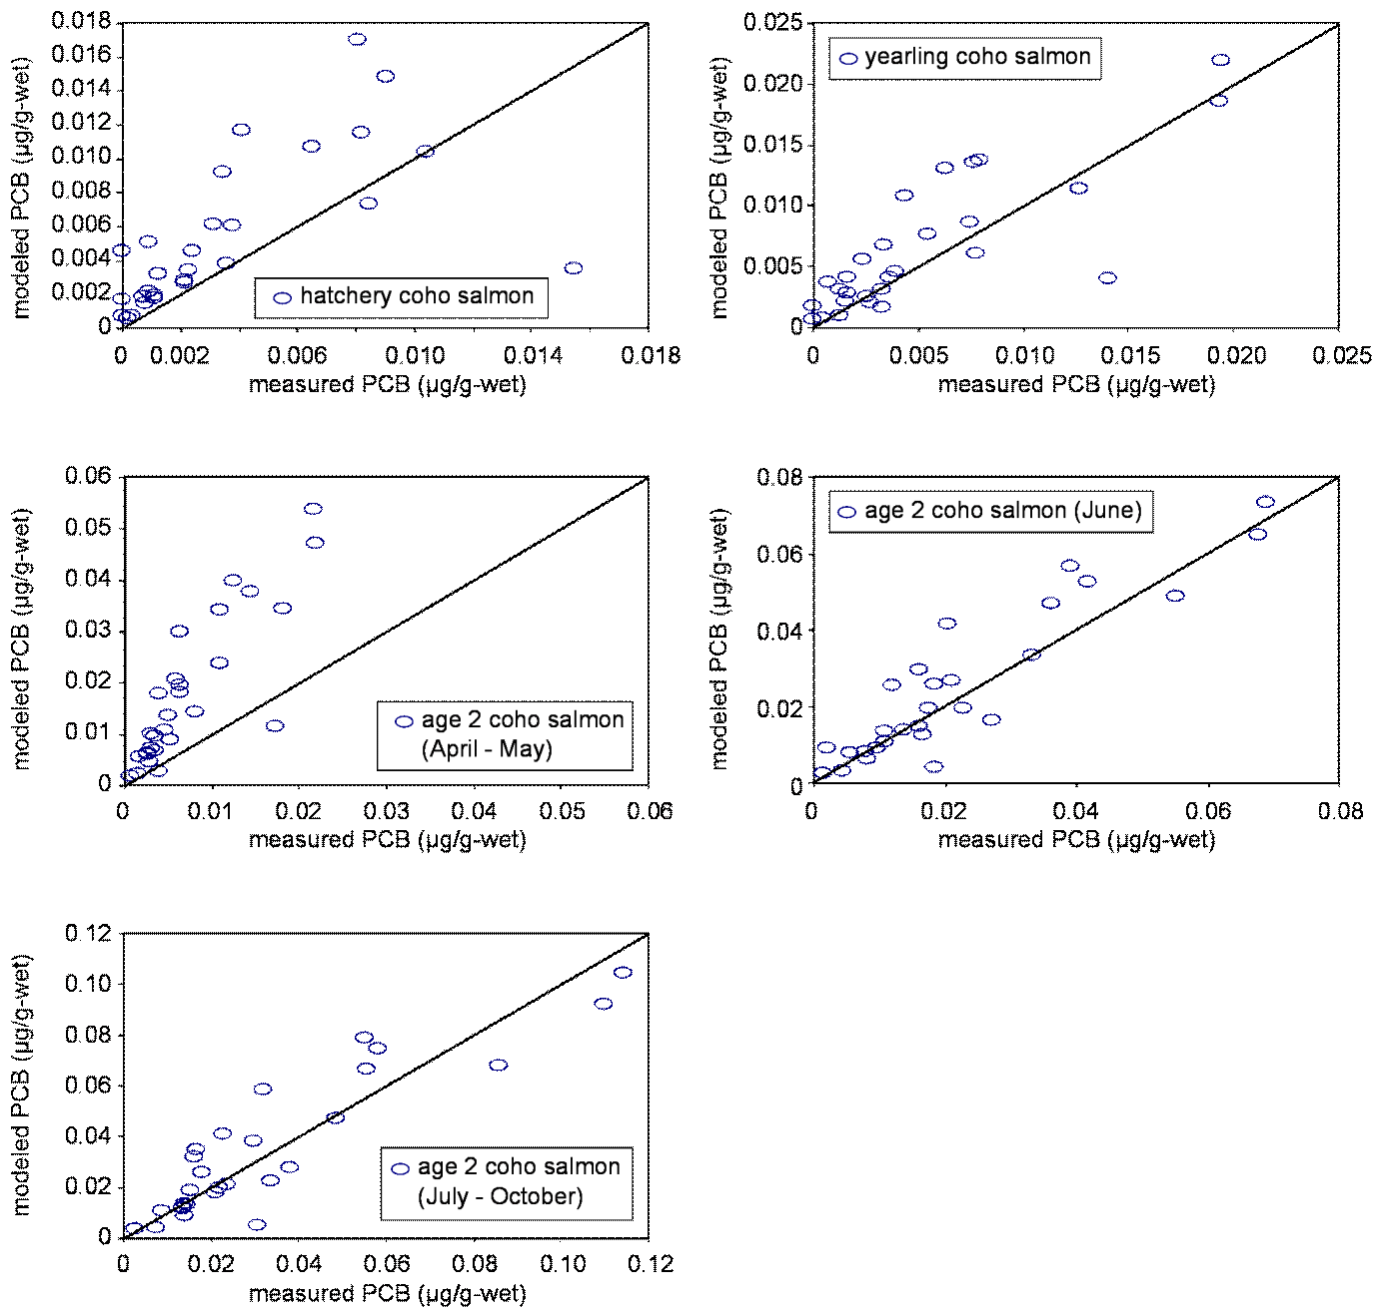 0.018
0.018
0.016
0.014
0.012
0.010
0.008
0.006
0.004
0.002
0
modeled PCB (µg/g-wet)
hatchery coho salmon
0 0.002 0.006 0.010 0.014 0.018
measured PCB (µg/g-wet)
0.025
0.020
0.015
0.010
0.005
0
modeled PCB (µg/g-wet)
yearling coho salmon
0 0.005 0.010 0.015 0.020 0.025
measured PCB (µg/g-wet)
0.06
0.05
0.04
0.03
0.02
0.01
0
modeled PCB (µg/g-wet)
age 2 coho salmon
(April - May)
0 0.01 0.02 0.03 0.04 0.05 0.06
measured PCB (µg/g-wet)
0.08
0.06
0.04
0.02
0
modeled PCB (µg/g-wet)
age 2 coho salmon (June)
0 0.02 0.04 0.06 0.08
measured PCB (µg/g-wet)
0.12
0.10
0.08
0.06
0.04
0.02
0
modeled PCB (µg/g-wet)
age 2 coho salmon
(July - October)
0 0.02 0.04 0.06 0.08 0.10 0.12
measured PCB (µg/g-wet)